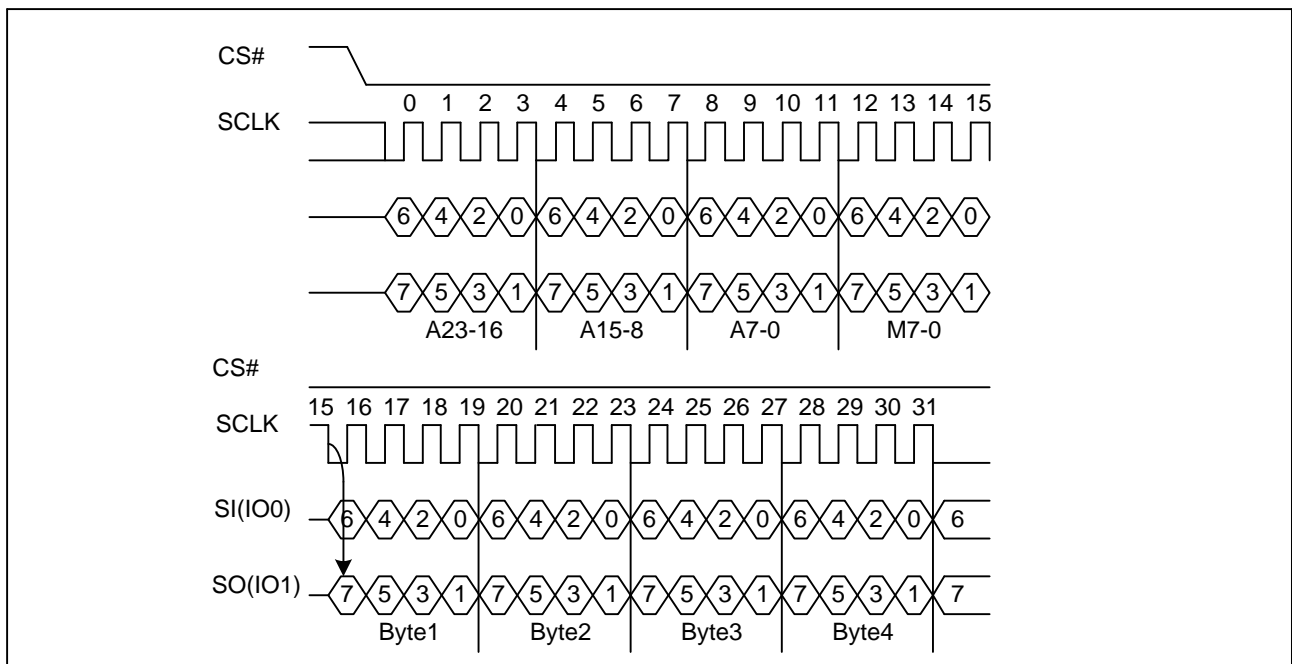 CS#
0 1 2 3 4 5 6 7 8 9 10 11 12 13 14 15
SCLK
6 4 2 0 6 4 2 0 6 4 2 0 6 4 2 0
7 5 3 1 7 5 3 1 7 5 3 1 7 5 3 1
A23-16 A15-8 A7-0 M7-0
CS#
15 16 17 18 19 20 21 22 23 24 25 26 27 28 29 30 31
SCLK
SI(IO0) 6 4 2 0 6 4 2 0 6 4 2 0 6 4 2 0 6
SO(IO1) 7 5 3 1 7 5 3 1 7 5 3 1 7 5 3 1 7
Byte1 Byte2 Byte3 Byte4